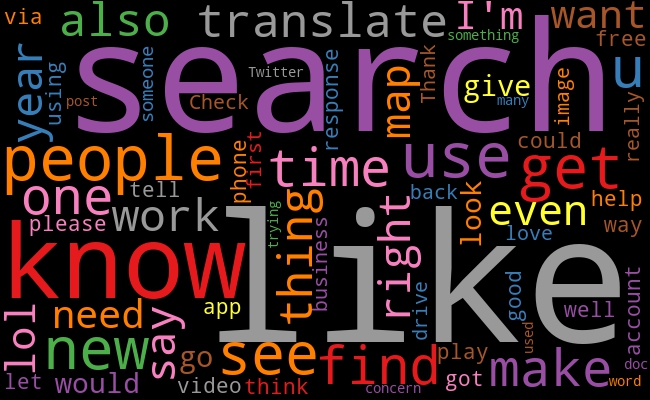 via
also
translate
I'm
something
want
free
search
year
using
someone
Twitter
post
Check
response
map
Thank
give
many
image
u
really
could
people
phone
first
time
use
get
one
tell
please
work
back
look
even
help
way
love
know
like
thing
trying
business
right
drive
good
well
account
app
lol
need
say
new
go
see
find
play
used
make
doc
let
would
video
think
concern
got
word